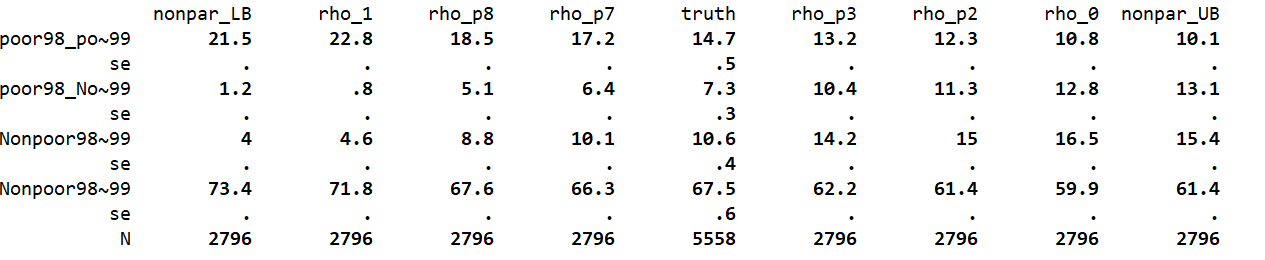 nonpar_LB rho_1 rho_p8 rho_p7 truth rho_p3 rho_p2 rho_0 nonpar_UB
poor98_po~99 21.5 22.8 18.5 17.2 14.7 13.2 12.3 10.8 10.1
se . . . . .5 . . . .
poor98_No~99 1.2 .8 5.1 6.4 7.3 10.4 11.3 12.8 13.1
se . . . . .3 . . . .
Nonpoor98~99 4 4.6 8.8 10.1 10.6 14.2 15 16.5 15.4
se . . . . .4 . . . .
Nonpoor98~99 73.4 71.8 67.6 66.3 67.5 62.2 61.4 59.9 61.4
se . . . . .6 . . . .
N 2796 2796 2796 2796 5558 2796 2796 2796 2796